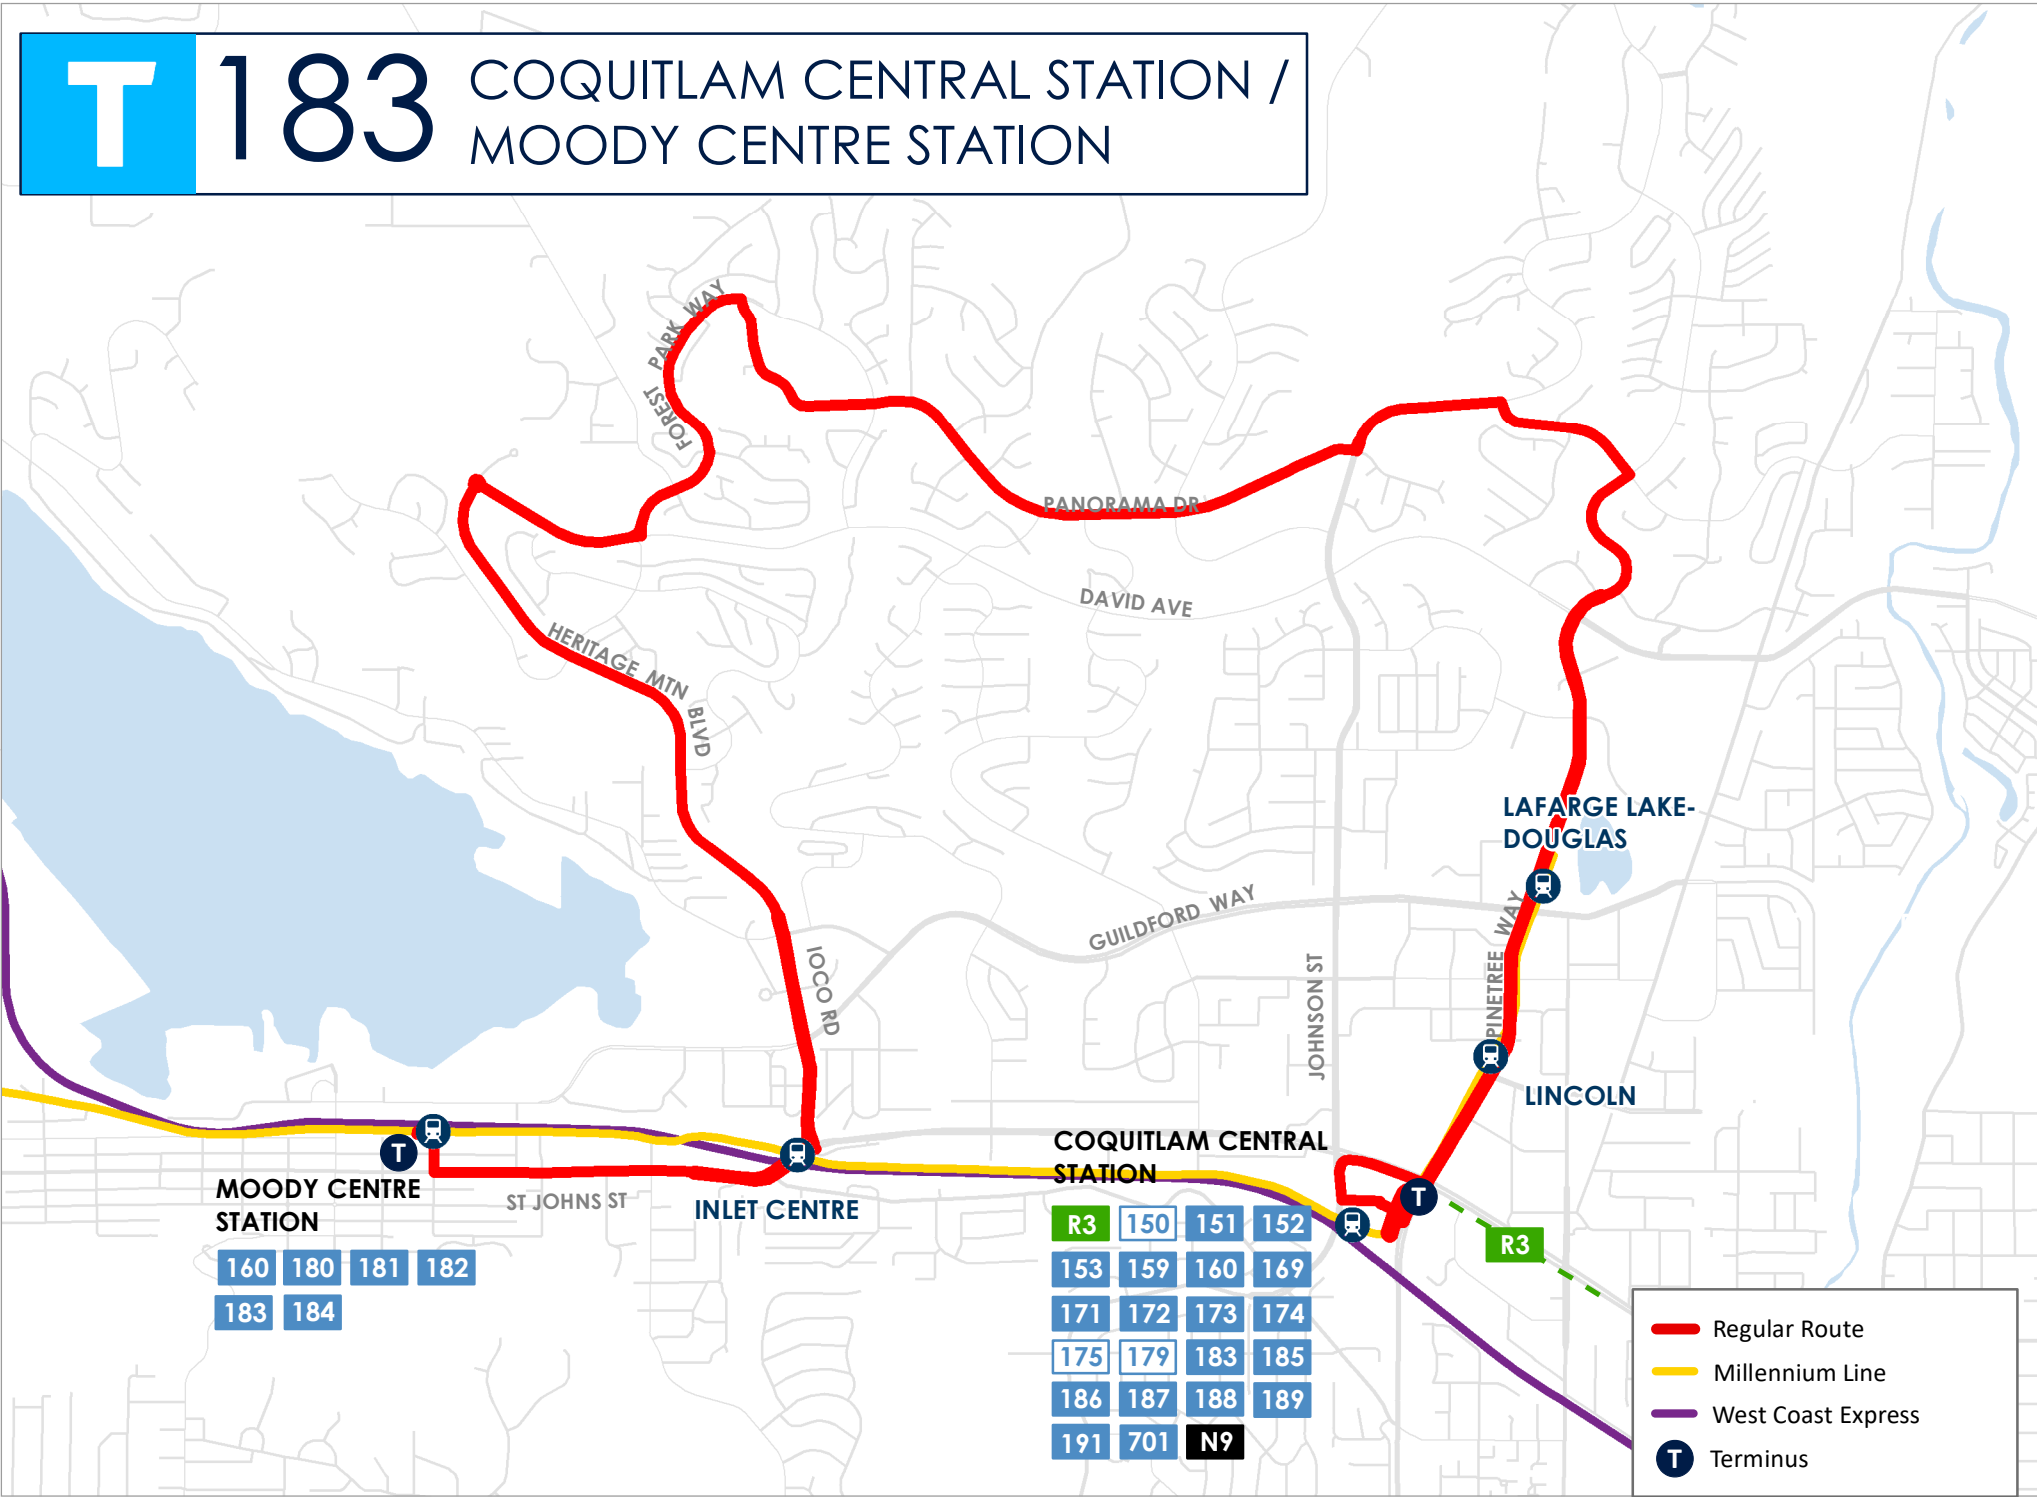 T
183
COQUITLAM CENTRAL STATION /
MOODY CENTRE STATION
FOREST PARK WAY
PANORAMA DR
DAVID AVE
HERITAGE MTN BLVD
LAFARGE LAKE-
DOUGLAS
GUILDFORD WAY
IOCO RD
JOHNSON ST
PINETREE WAY
LINCOLN
T
MOODY CENTRE
STATION
160 180 181 182
183 184
ST JOHNS ST
INLET CENTRE
COQUITLAM CENTRAL
STATION
T
R3 150 151 152
153 159 160 169
171 172 173 174
175 179 183 185
186 187 188 189
191 701 N9
R3
Regular Route
Millennium Line
West Coast Express
T Terminus